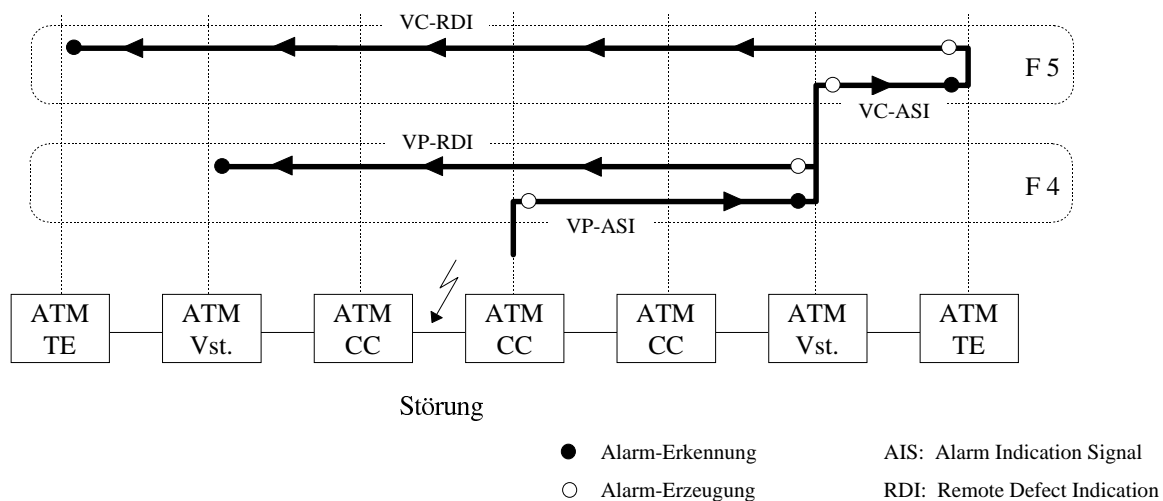 VC-RDI
F 5
VC-ASI
VP-RDI
F 4
VP-ASI
ATM TE
ATM Vst.
ATM CC
ATM CC
ATM CC
ATM Vst.
ATM TE
Störung
Alarm-Erkennung
AIS: Alarm Indication Signal
Alarm-Erzeugung
RDI: Remote Defect Indication